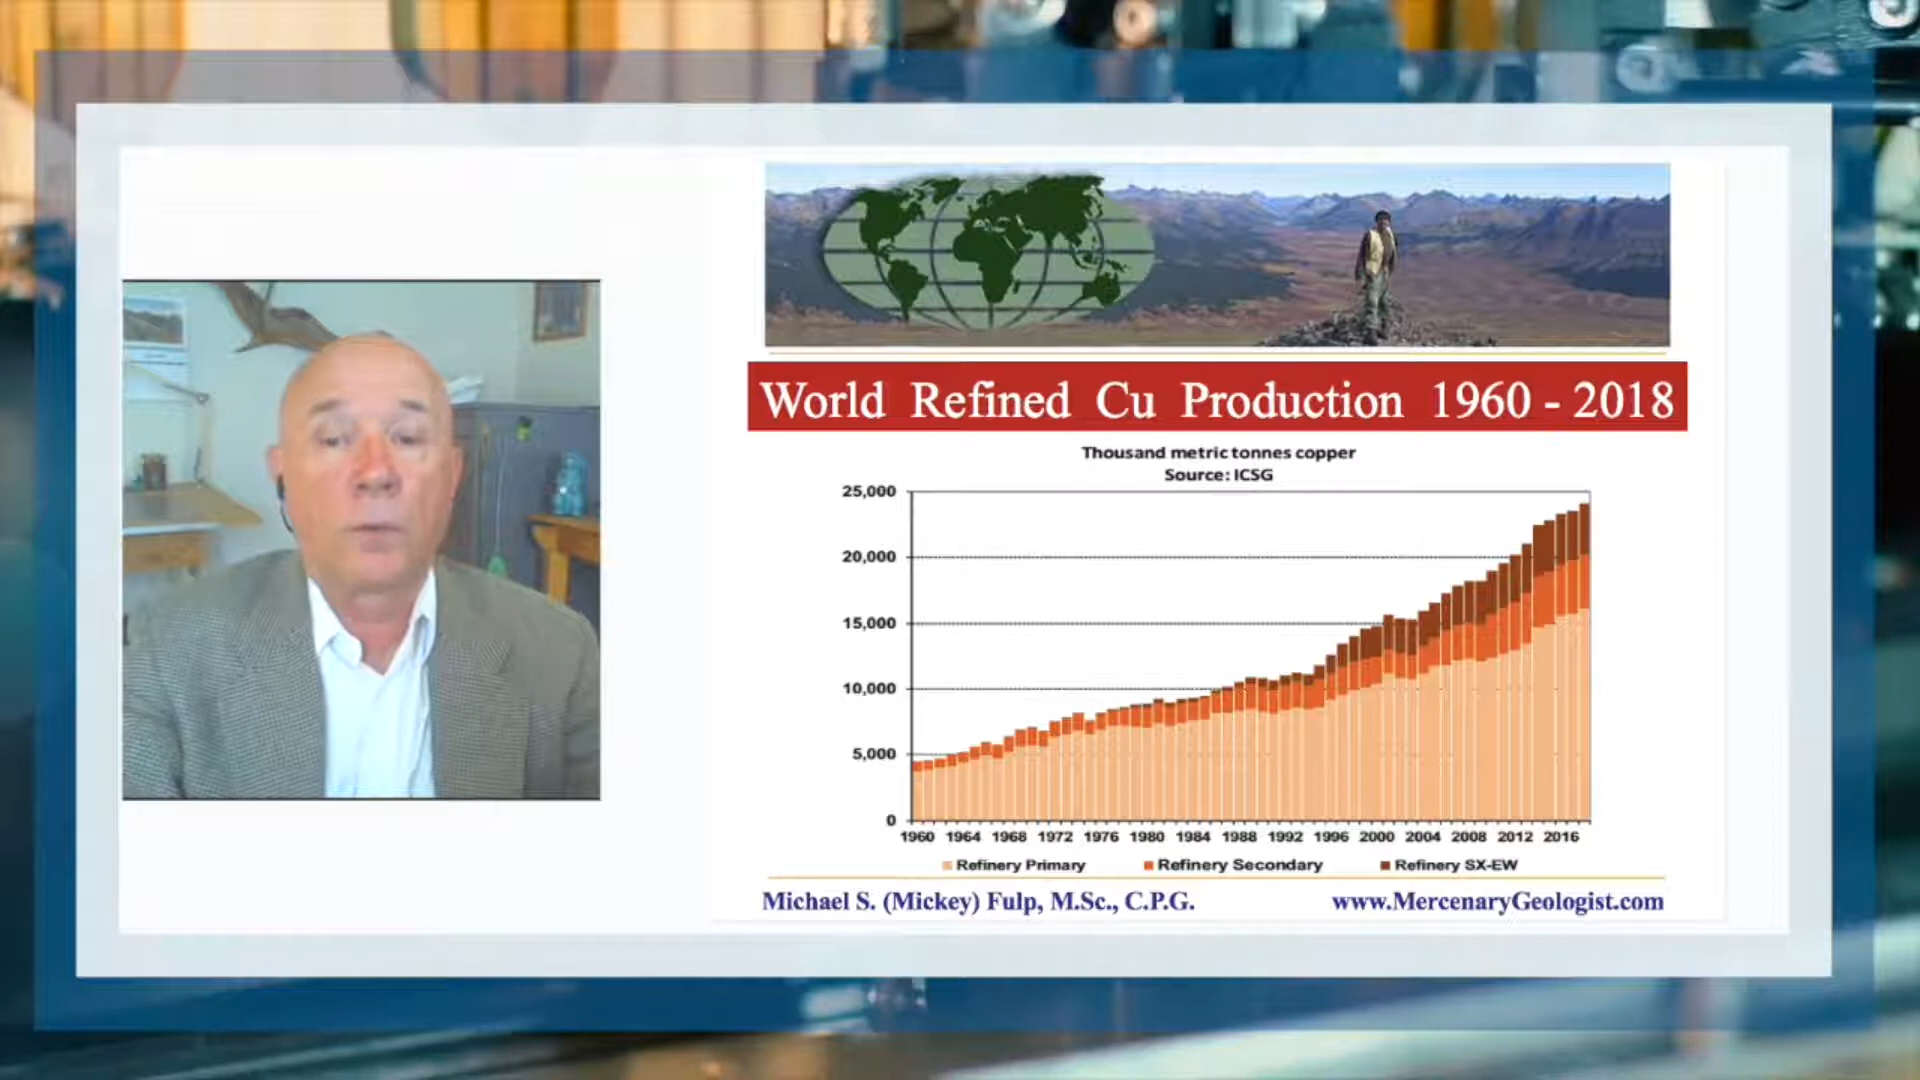 World Refined Cu Production 1960 - 2018
Thousand metric tonnes copper
Source: ICSG
25,000
20,000
15,000
10,000
5,000
0
1960 1964 1968 1972 1976 1980 1984 1988 1992 1996 2000 2004 2008 2012 2016
Refinery Primary Refinery Secondary Refinery SX-EW
Michael S. (Mickey) Fulp, M.Sc., C.P.G. www.MercenaryGeologist.com